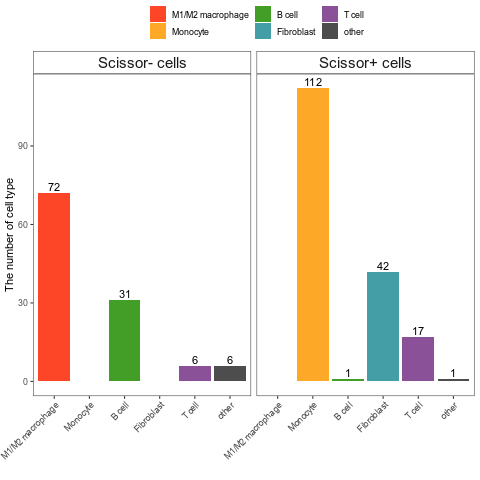 M1/M2 macrophage B cell T cell
Monocyte Fibroblast other
Scissor- cells Scissor+ cells
The number of cell type
90
60
30
0
72
31
6
6
112
1
42
17
1
M1/M2 macrophage
Monocyte
B cell
Fibroblast
T cell
other
M1/M2 macrophage
Monocyte
B cell
Fibroblast
T cell
other